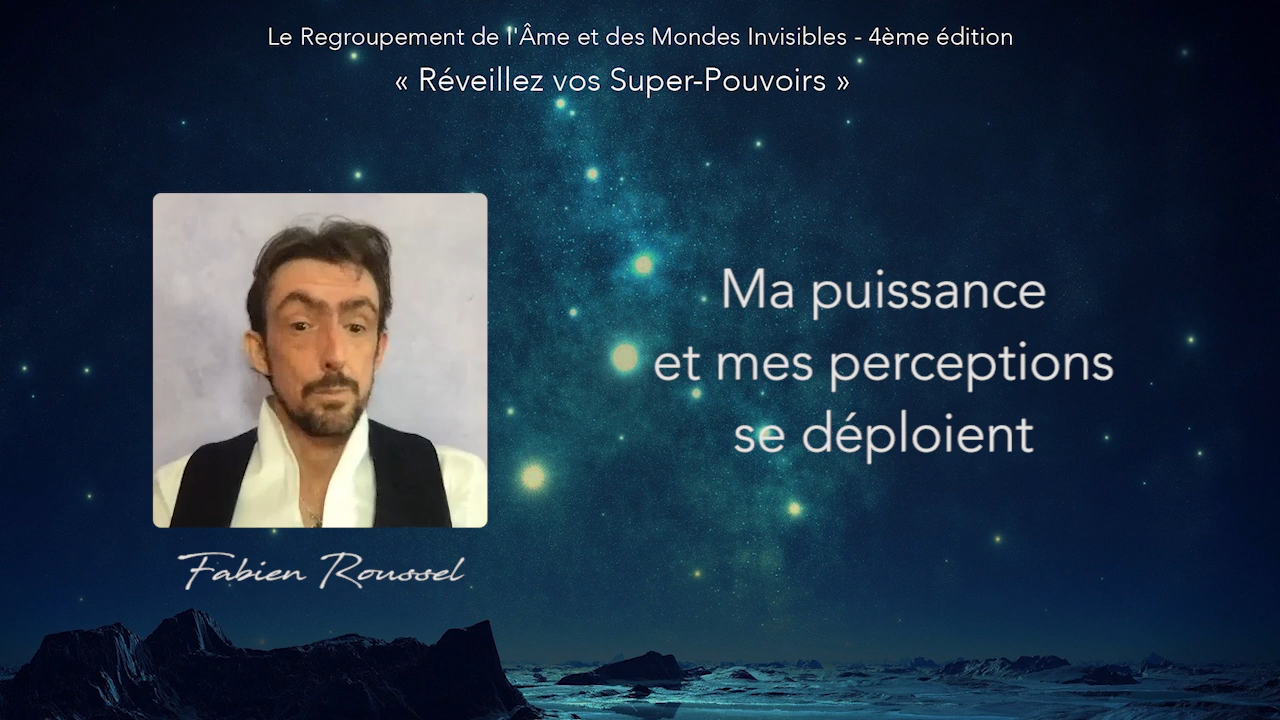 Le Regroupement de l'Âme et des Mondes Invisibles - 4ème édition
« Réveillez vos Super-Pouvoirs »
Ma puissance
et mes perceptions
se déploient
Fabien Roussel